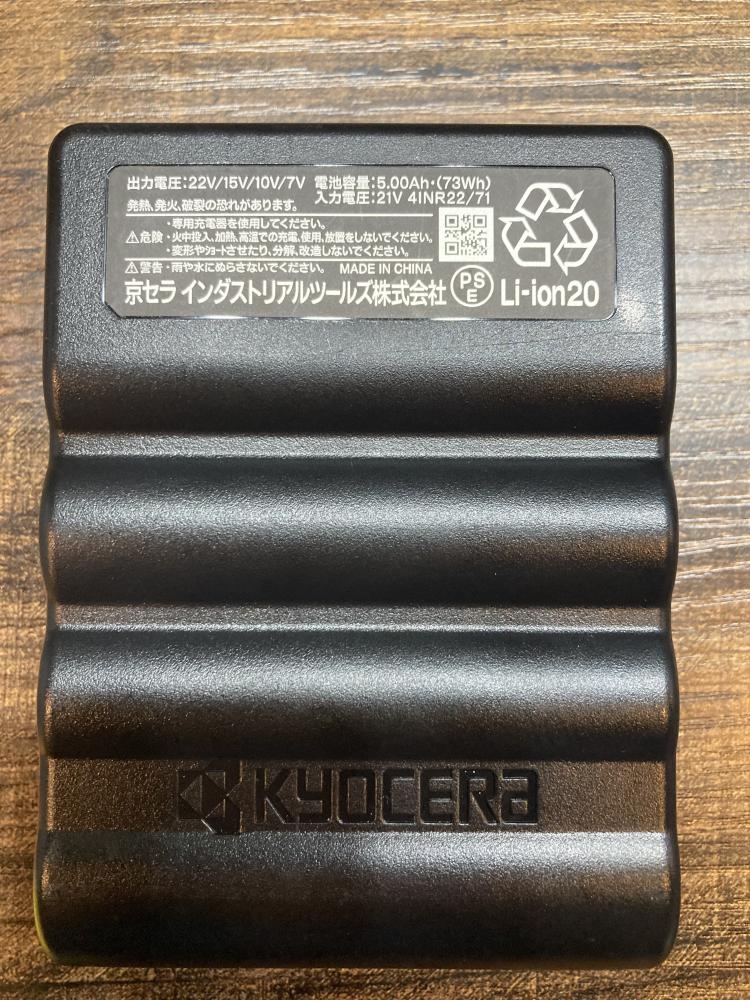 出力電圧:22V/15V/10V/7V 電池容量:5.00Ah・(73Wh)
発熱、発火、破裂の恐れがあります。 入力電圧:21V 4INR22/71
・専用充電器を使用してください。
⚠危険・火中投入、加熱、高温での充電、使用、放置をしないでください。
・変形やショートさせたり、分解、改造しないでください。
⚠警告・雨や水にぬらさないでください。 MADE IN CHINA
京セラ インダストリアルツールズ株式会社 PSE Li-ion20
KYOCERA